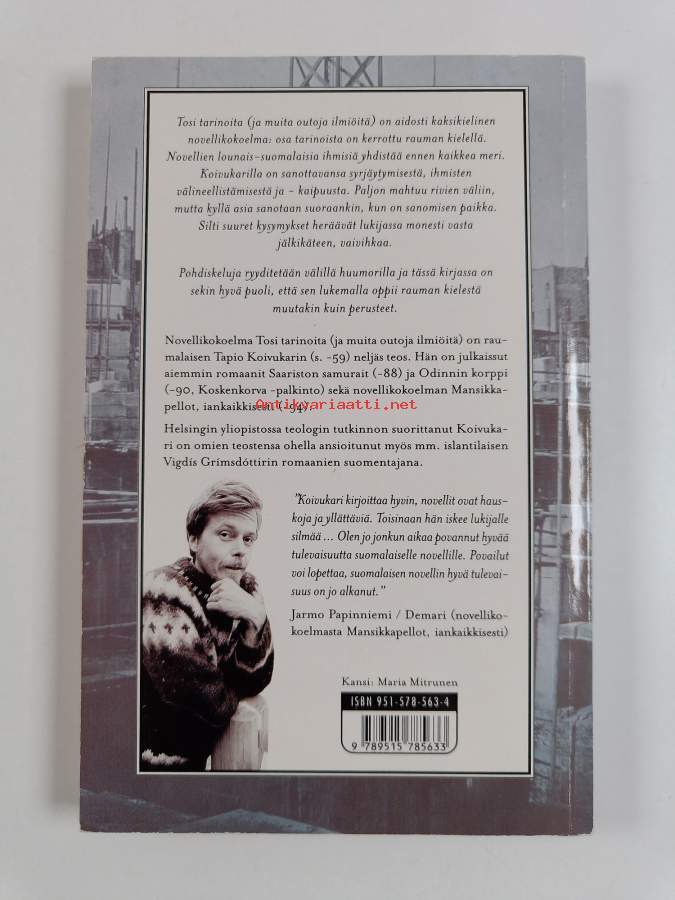 Tosi tarinoita (ja muita outoja ilmiöitä) on aidosti kaksikielinen
novellikokoelma: osa tarinoista on kerrottu rauman kielellä.
Novellien lounais-suomalaisia ihmisiä yhdistää ennen kaikkea meri.
Koivukarilla on sanottavansa syrjäytymisestä, ihmisten
välineellistämisestä ja - kaipuusta. Paljon mahtuu rivien väliin,
mutta kyllä asia sanotaan suoraankin, kun on sanomisen paikka.
Silti suuret kysymykset heräävät lukijassa monesti vasta
jälkikäteen, vaivihkaa.
Pohdiskeluja ryyditetään välillä huumorilla ja tässä kirjassa on
sekin hyvä puoli, että sen lukemalla oppii rauman kielestä
muutakin kuin perusteet.
Novellikokoelma Tosi tarinoita (ja muita outoja ilmiöitä) on rau-
malaisen Tapio Koivukarin (s. -59) neljäs teos. Hän on julkaissut
aiemmin romaanit Saariston samurait (-88) ja Odinnin korppi
(-90, Koskenkorva -palkinto) sekä novellikokoelman Mansikka-
pellot, iankaikkisesti (-94).
Antikvariaatti.net
Helsingin yliopistossa teologin tutkinnon suorittanut Koivuka-
ri on omien teostensa ohella ansioitunut myös mm. islantilaisen
Vigdís Grímsdóttirin romaanien suomentajana.
"Koivukari kirjoittaa hyvin, novellit ovat haus-
koja ja yllättäviä. Toisinaan hän iskee lukijalle
silmää ... Olen jo jonkun aikaa povannut hyvää
tulevaisuutta suomalaiselle novellille. Povailut
voi lopettaa, suomalaisen novellin hyvä tulevai-
suus on jo alkanut."
Jarmo Papinniemi / Demari (novelliko-
koelmasta Mansikkapellot, iankaikkisesti)
Kansi: Maria Mitrunen
ISBN 951-578-563-4
9 789515 785633